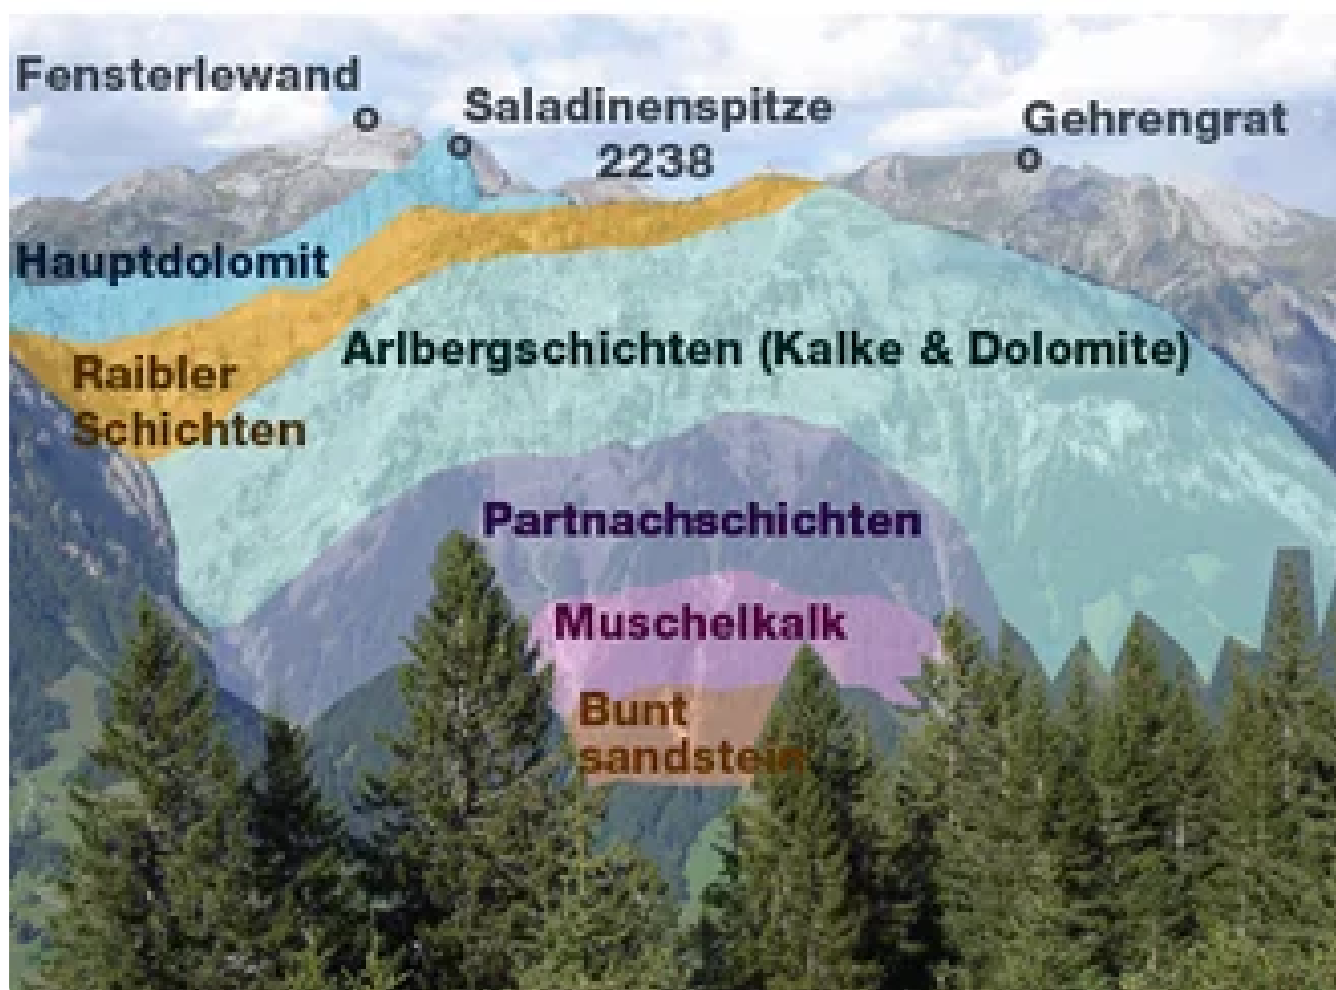 Fensterlewand
Saladinenspitze
2238
Gehrengrat
Hauptdolomit
Arlbergschichten (Kalke & Dolomite)
Raibler
Schichten
Partnachschichten
Muschelkalk
Bunt
sandstein